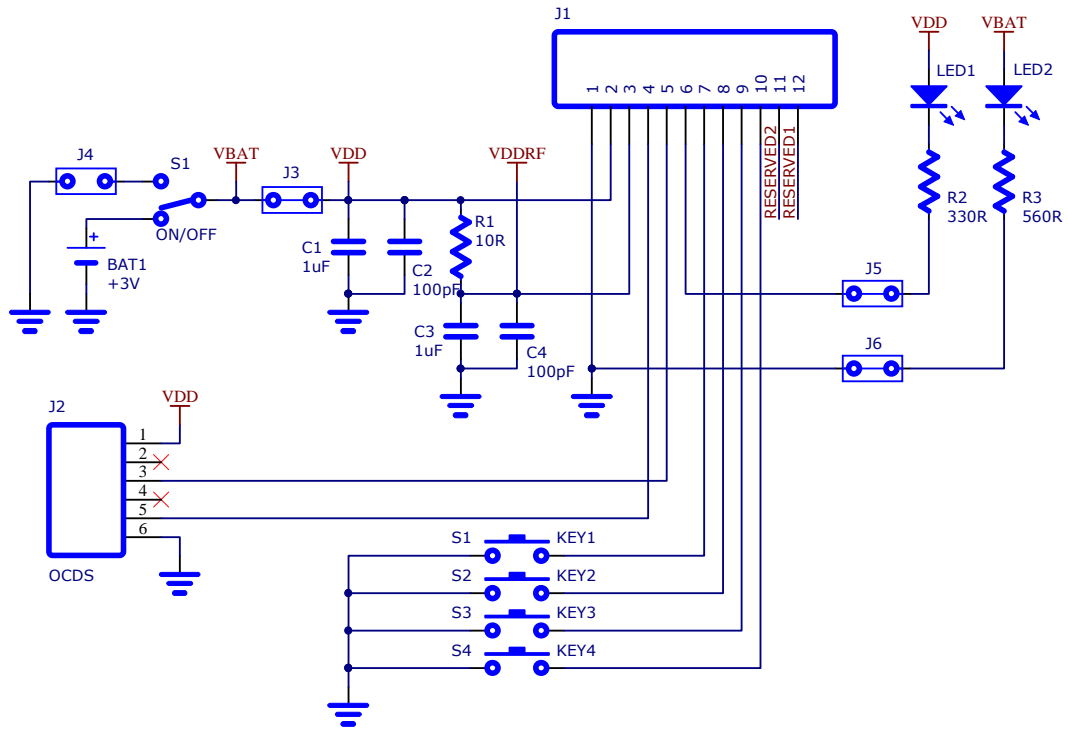 J1
VDD
VBAT
LED1
LED2
1
2
3
4
5
6
7
8
9
10
11
12
RESERVED2
RESERVED1
J4
S1
VBAT
J3
VDD
VDDRF
ON/OFF
+
BAT1
+3V
C1
1uF
C2
100pF
R1
10R
R2
330R
R3
560R
J5
C3
1uF
C4
100pF
J6
J2
VDD
1
2
3
4
5
6
OCDS
S1
KEY1
S2
KEY2
S3
KEY3
S4
KEY4